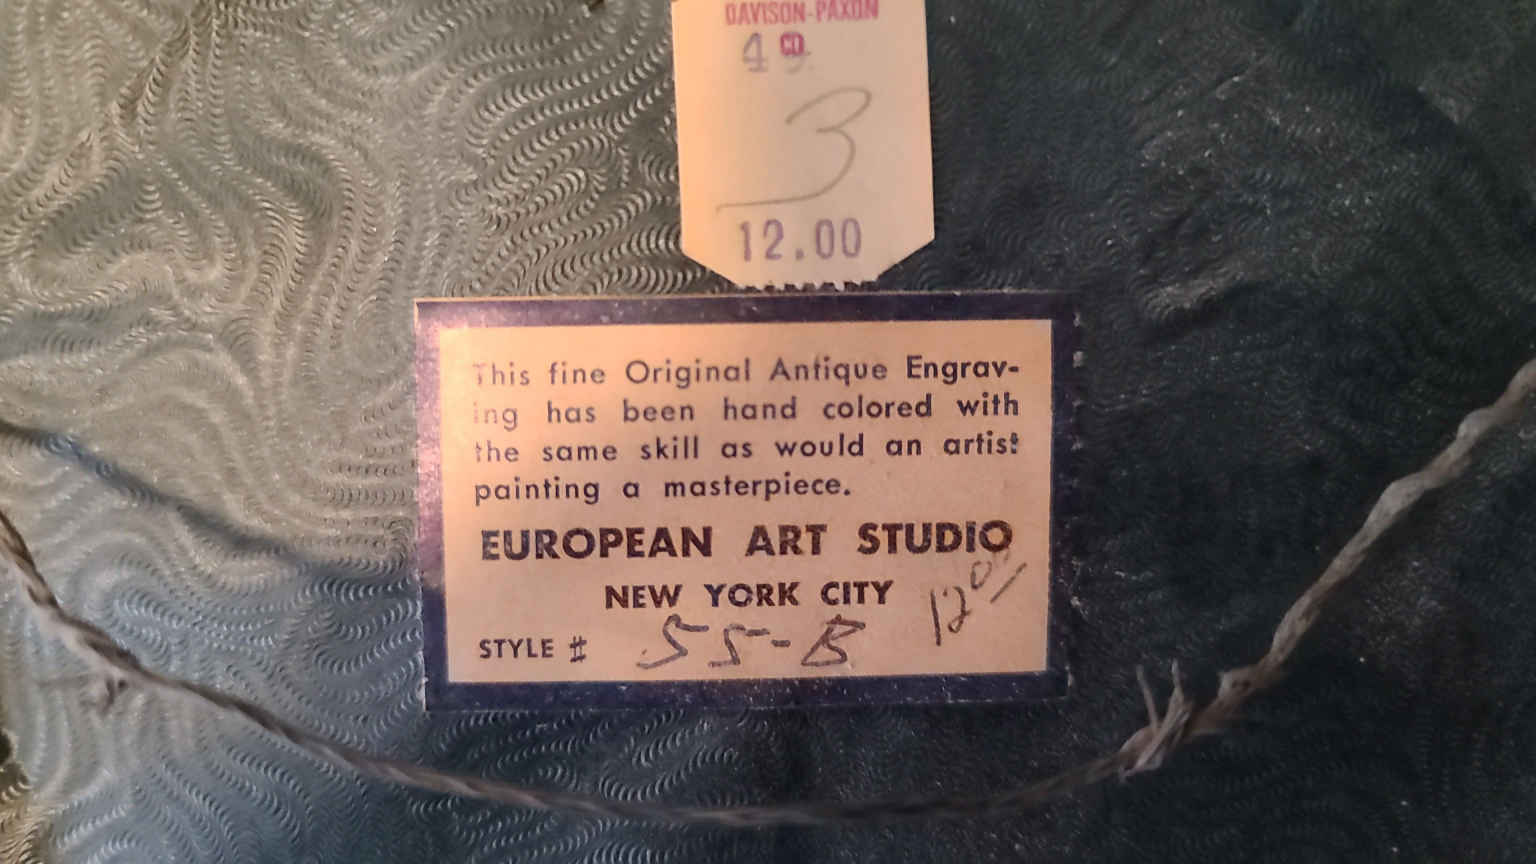 DAVISON-PAXON
49 CO.
3
12.00
This fine Original Antique Engrav-
ing has been hand colored with
the same skill as would an artist
painting a masterpiece.
EUROPEAN ART STUDIO
NEW YORK CITY
12.00
STYLE # 55-B